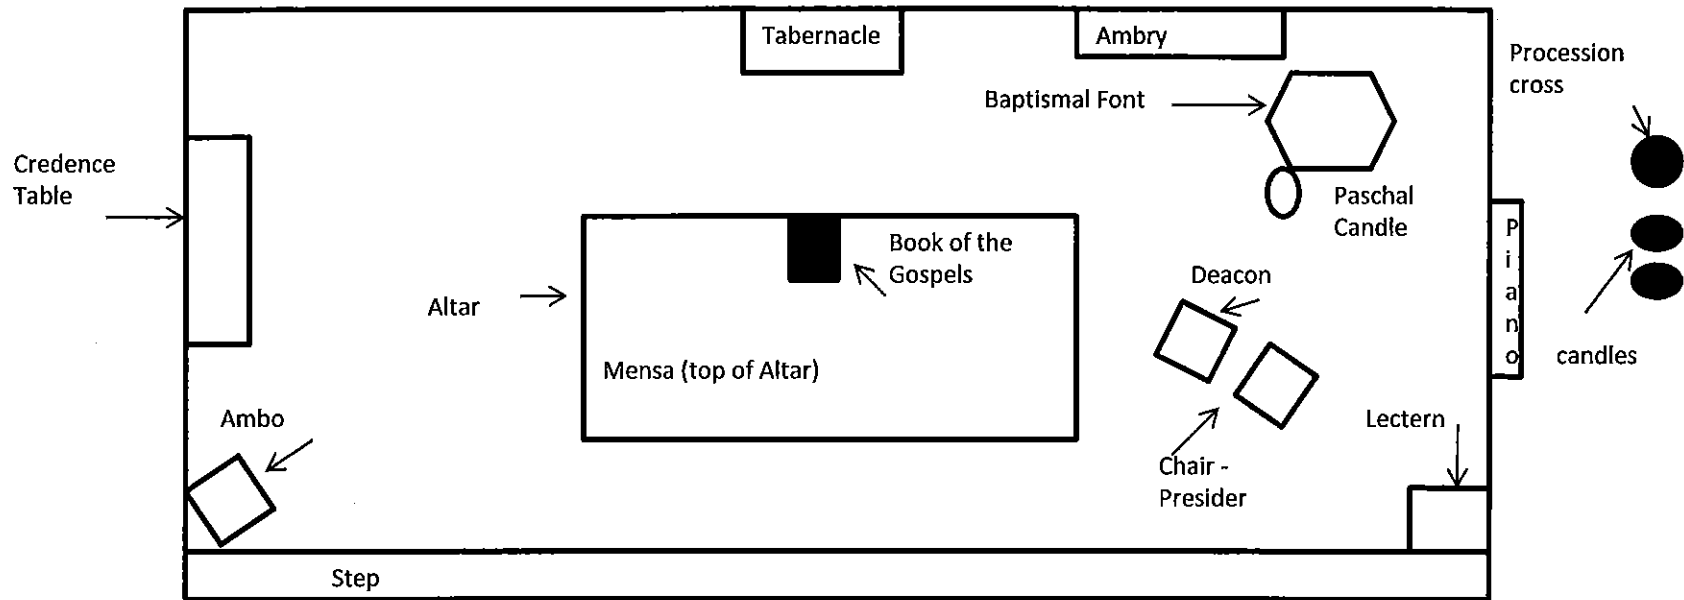 Tabernacle
Ambry
Procession
cross
Baptismal Font
Credence
Table
Paschal
Candle
Piano
Book of the
Gospels
Deacon
Altar
candles
Mensa (top of Altar)
Ambo
Lectern
Chair -
Presider
Step